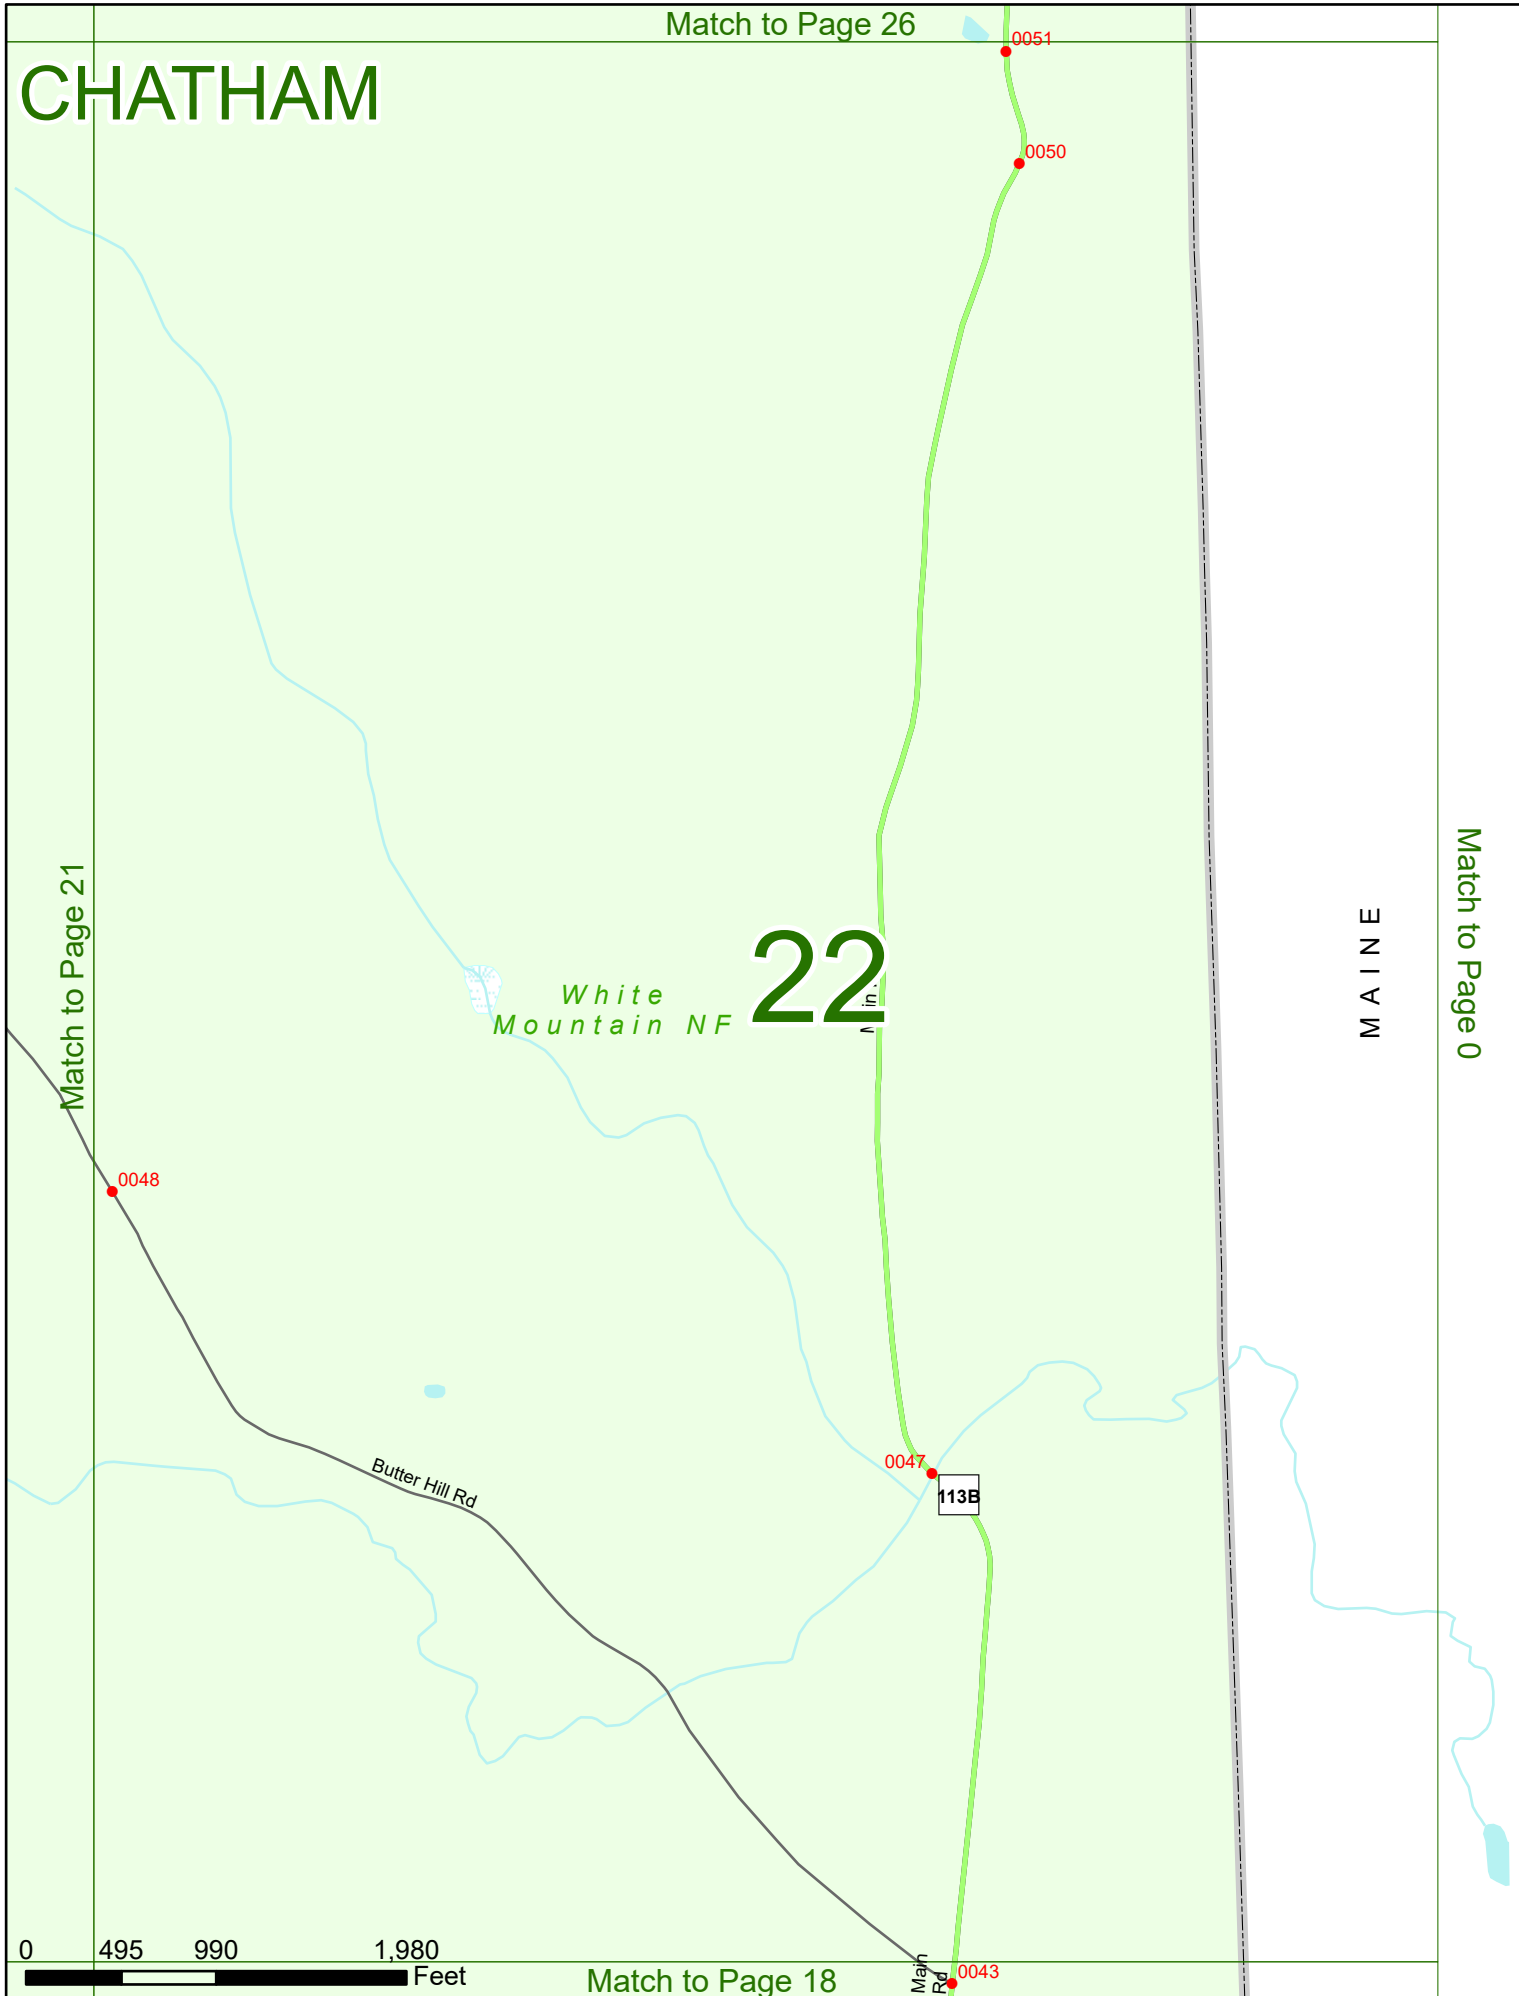 Match to Page 26
0051
CHATHAM
0050
Match to Page 21
Match to Page 0
MAINE
22
White
Mountain NF
0048
0047
113B
Butter Hill Rd
0 495 990 1,980
Feet
Match to Page 18
Main
Rd
0043